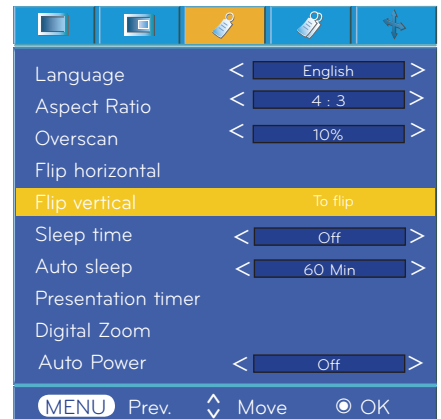 Language < English >
Aspect Ratio < 4 : 3 >
Overscan < 10% >
Flip horizontal
Flip vertical To flip
Sleep time < Off >
Auto sleep < 60 Min >
Presentation timer
Digital Zoom
Auto Power < Off >
MENU Prev. Move OK